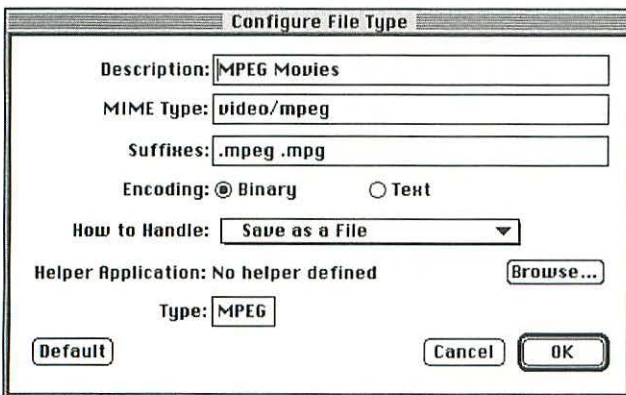 Configure File Type
Description: MPEG Movies
MIME Type: video/mpeg
Suffixes: .mpeg .mpg
Encoding: Binary Text
How to Handle: Save as a File
Helper Application: No helper defined Browse...
Type: MPEG
Default Cancel OK